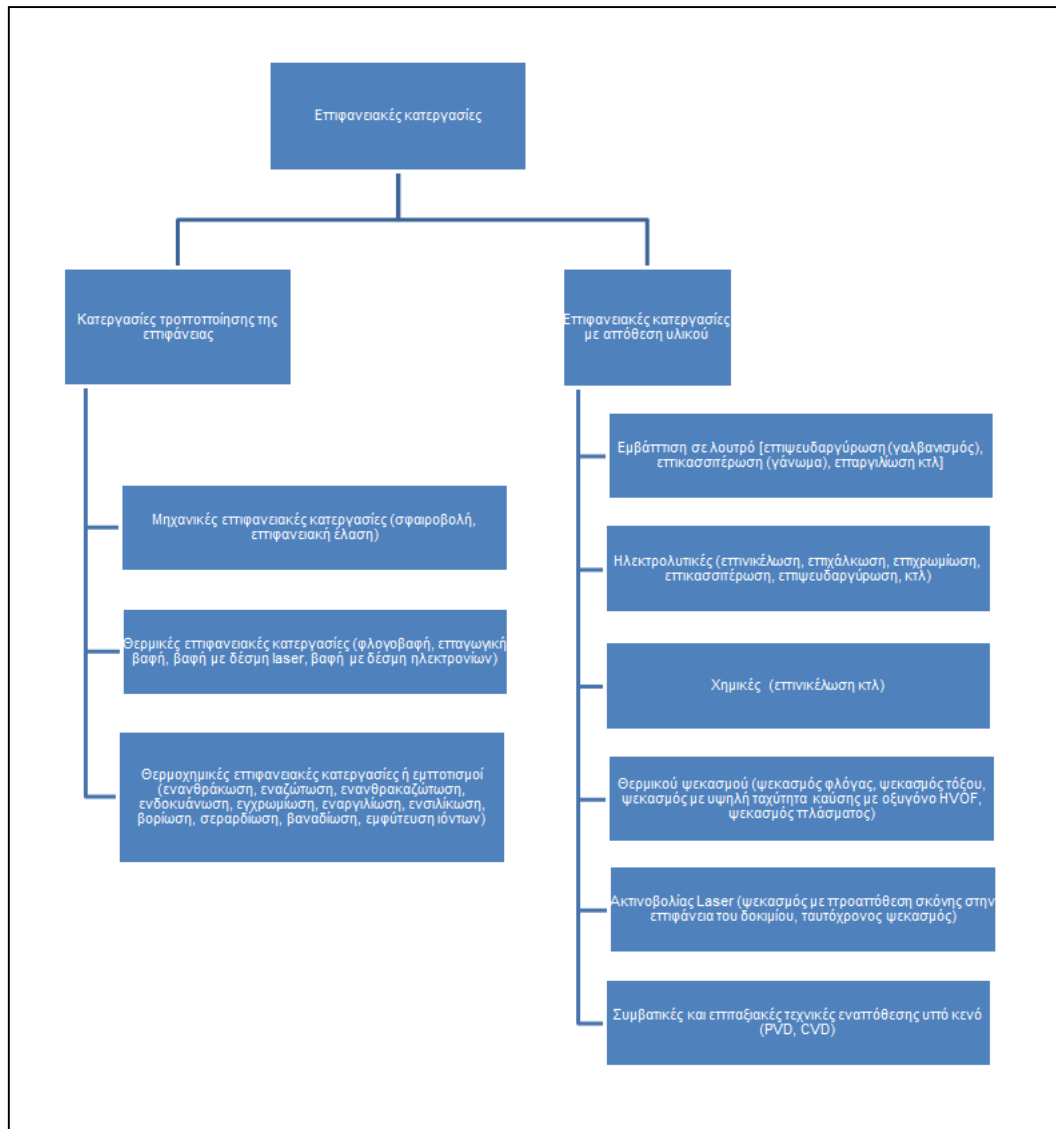 Επιφανειακές κατεργασίες
Κατεργασίες τροποποίησης της
επιφάνειας
Μηχανικές επιφανειακές κατεργασίες (σφαιροβολή,
επιφανειακή έλαση)
Θερμικές επιφανειακές κατεργασίες (φλογοβαφή, επαγωγική
βαφή, βαφή με δέσμη laser, βαφή με δέσμη ηλεκτρονίων)
Θερμοχημικές επιφανειακές κατεργασίες ή εμποτισμοί
(ενανθράκωση, εναζώτωση, ενανθρακαζώτωση,
ενδοκυάνωση, εγχρωμίωση, εναργιλίωση, ενσιλίκωση,
βορίωση, σεραρδίωση, βαναδίωση, εμφύτευση ιόντων)
Επιφανειακές κατεργασίες
με απόθεση υλικού
Εμβάπτιση σε λουτρό [επιψευδαργύρωση (γαλβανισμός),
επικασσιτέρωση (γάνωμα), επαργιλίωση κτλ]
Ηλεκτρολυτικές (επινικέλωση, επιχάλκωση, επιχρωμίωση,
επικασσιτέρωση, επιψευδαργύρωση, κτλ)
Χημικές (επινικέλωση κτλ)
Θερμικού ψεκασμού (ψεκασμός φλόγας, ψεκασμός τόξου,
ψεκασμός με υψηλή ταχύτητα καύσης με οξυγόνο HVOF,
ψεκασμός πλάσματος)
Ακτινοβολίας Laser (ψεκασμός με προαπόθεση σκόνης στην
επιφάνεια του δοκιμίου, ταυτόχρονος ψεκασμός)
Συμβατικές και επιταξιακές τεχνικές εναπόθεσης υπό κενό
(PVD, CVD)